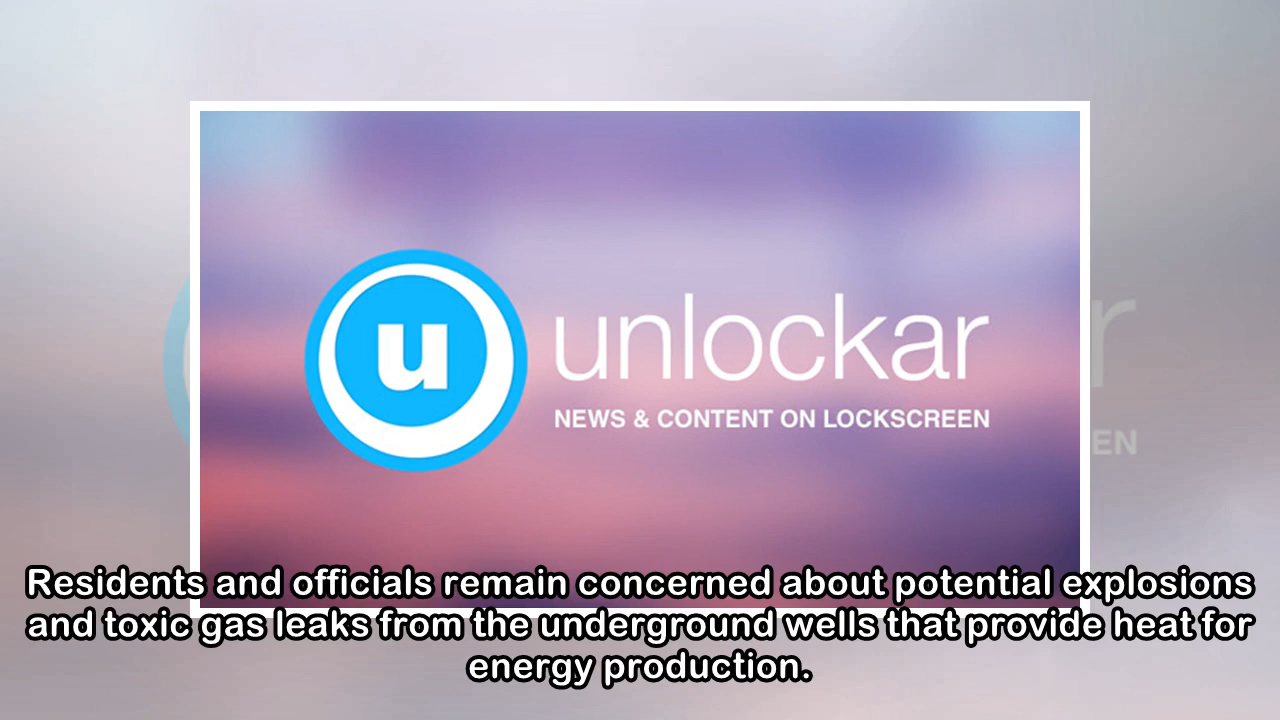 u
unlockar
NEWS & CONTENT ON LOCKSCREEN
r
EN
Residents and officials remain concerned about potential explosions
and toxic gas leaks from the underground wells that provide heat for
energy production.